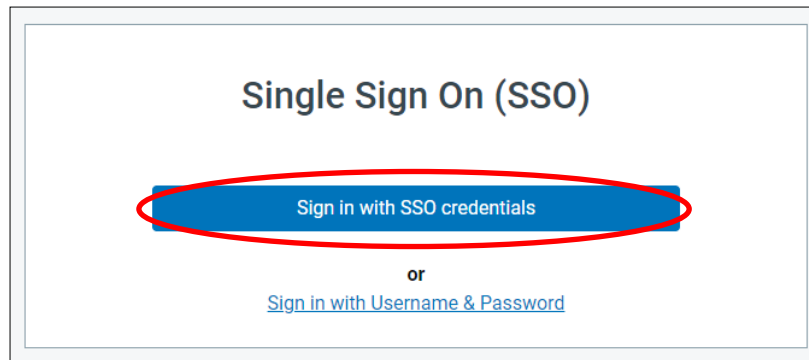 Single Sign On (SSO)
Sign in with SSO credentials
or
Sign in with Username & Password